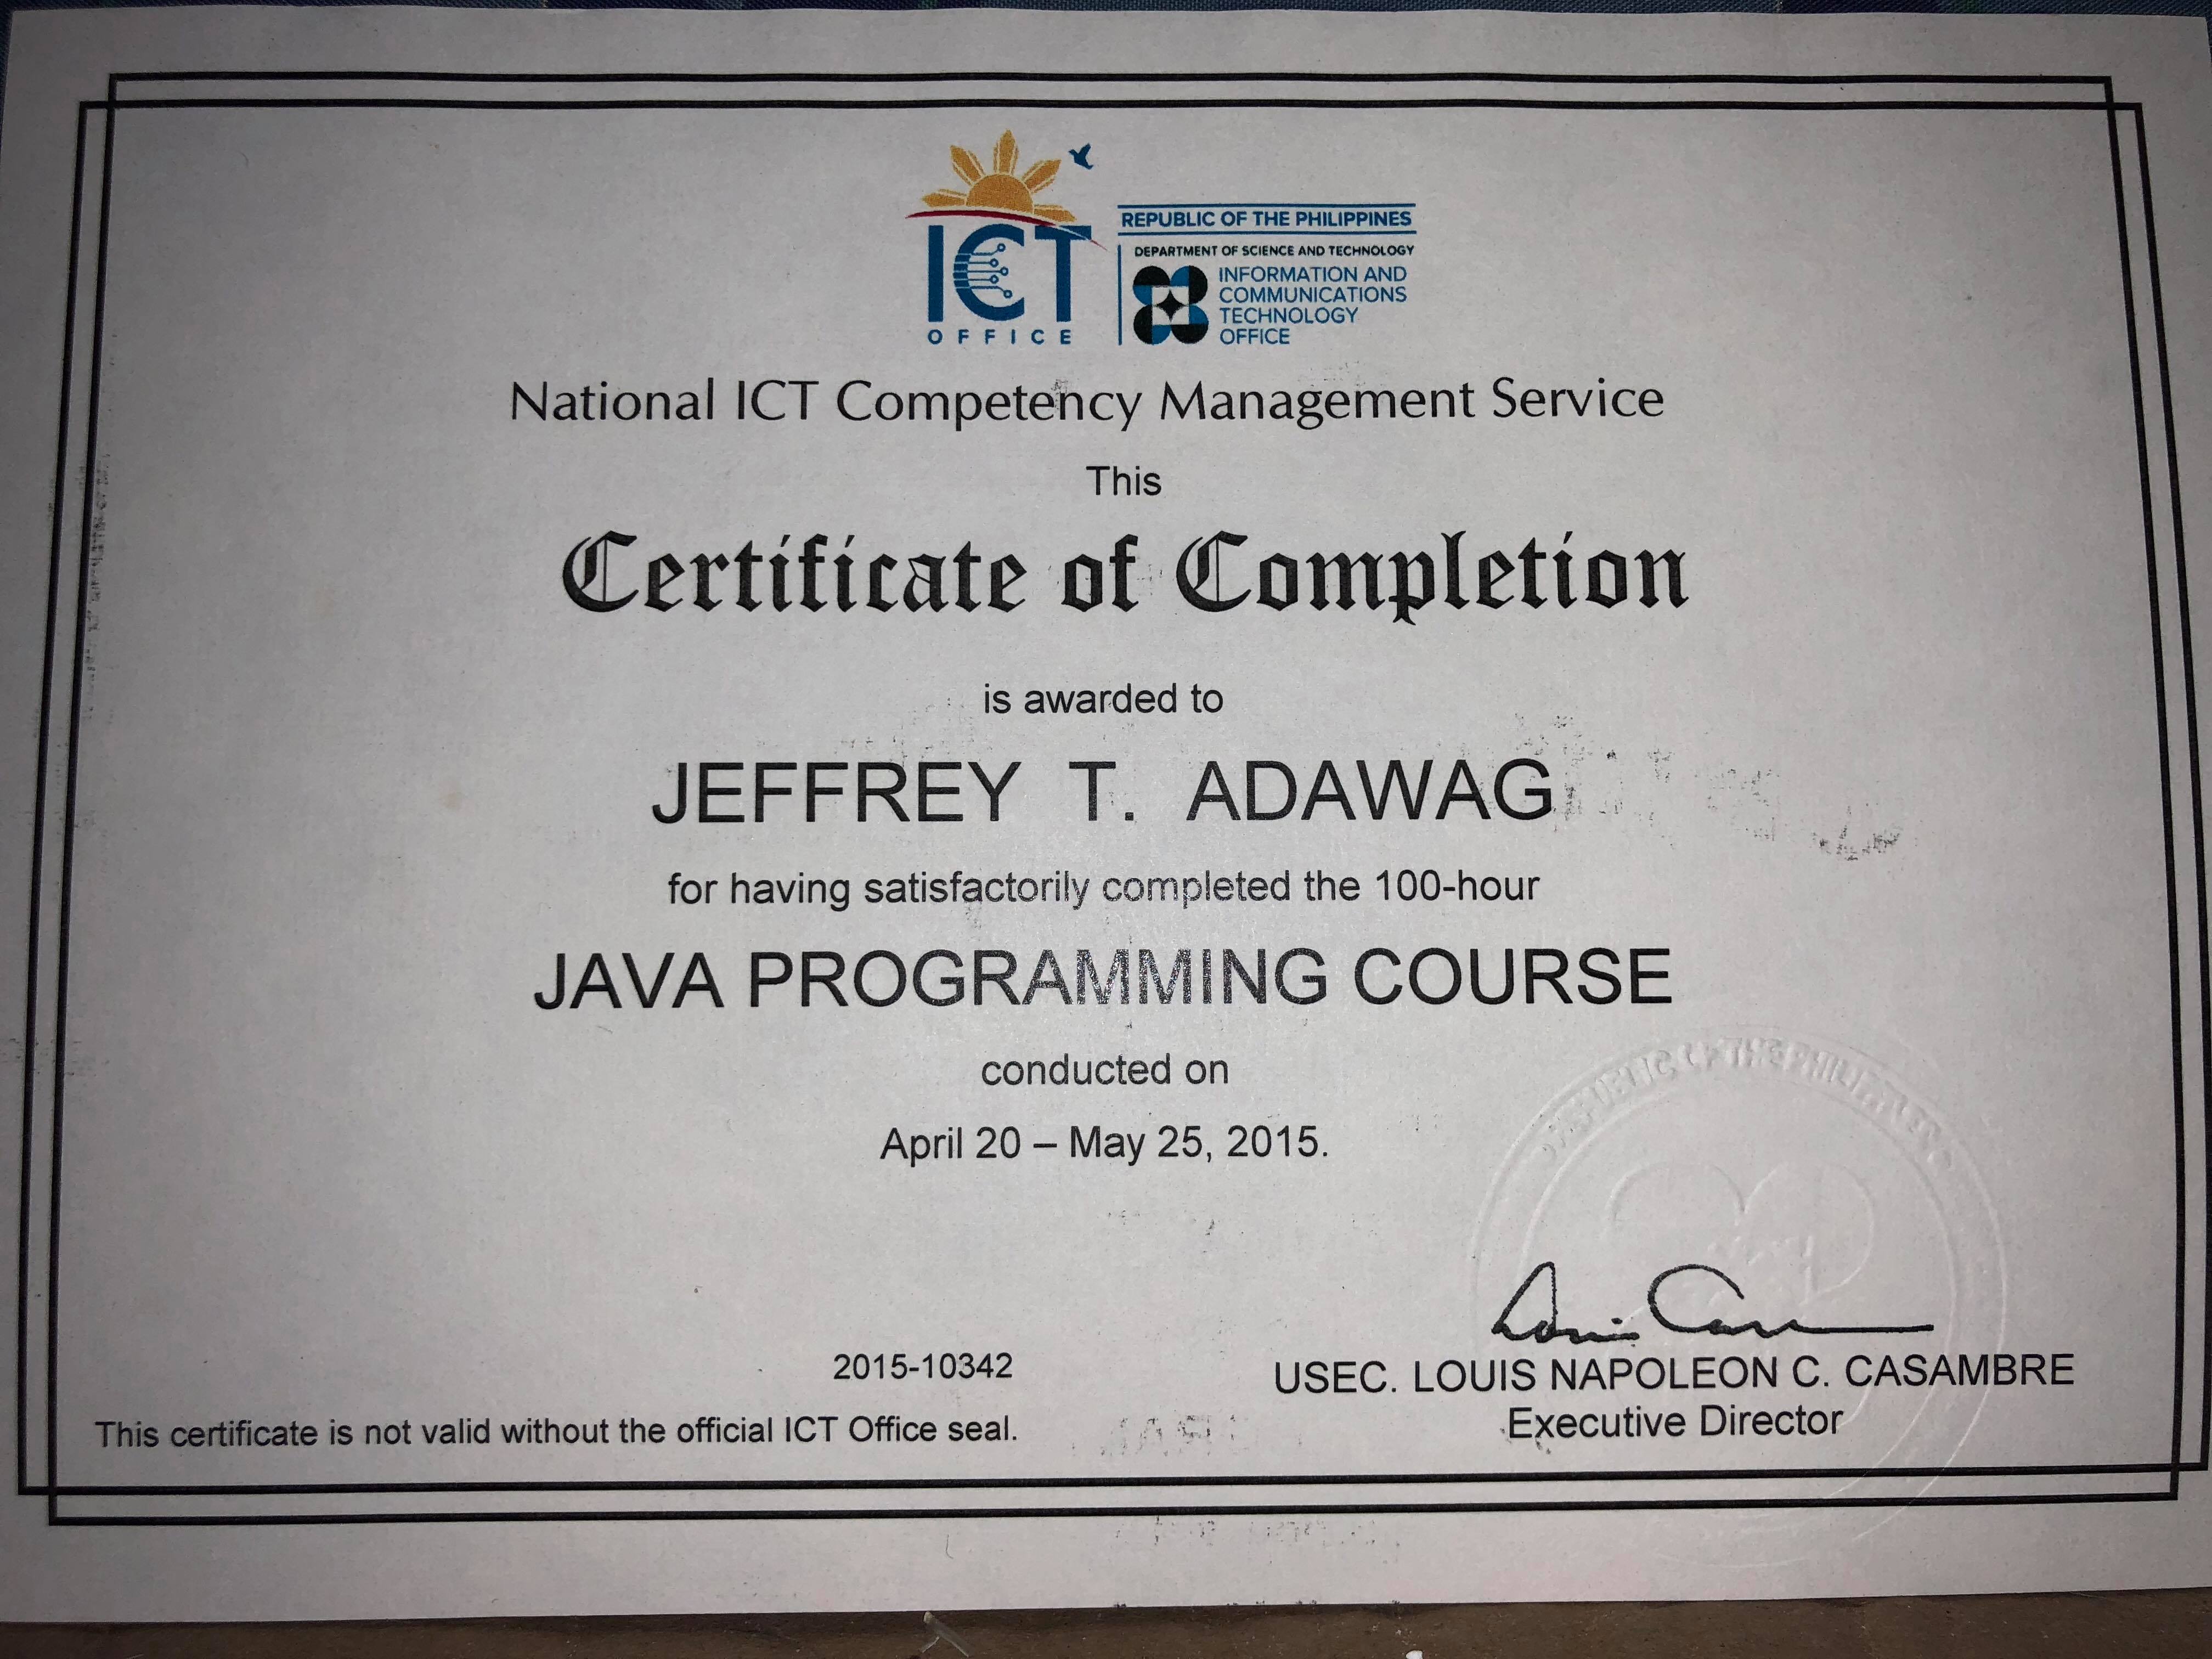 ICT
OFFICE
REPUBLIC OF THE PHILIPPINES
DEPARTMENT OF SCIENCE AND TECHNOLOGY
INFORMATION AND
COMMUNICATIONS
TECHNOLOGY
OFFICE
National ICT Competency Management Service
This
Certificate of Completion
is awarded to
JEFFREY T. ADAWAG
for having satisfactorily completed the 100-hour
JAVA PROGRAMMING COURSE
conducted on
April 20 – May 25, 2015.
REPUBLIC OF THE PHILIPPINES
2015-10342
USEC. LOUIS NAPOLEON C. CASAMBRE
Executive Director
This certificate is not valid without the official ICT Office seal.